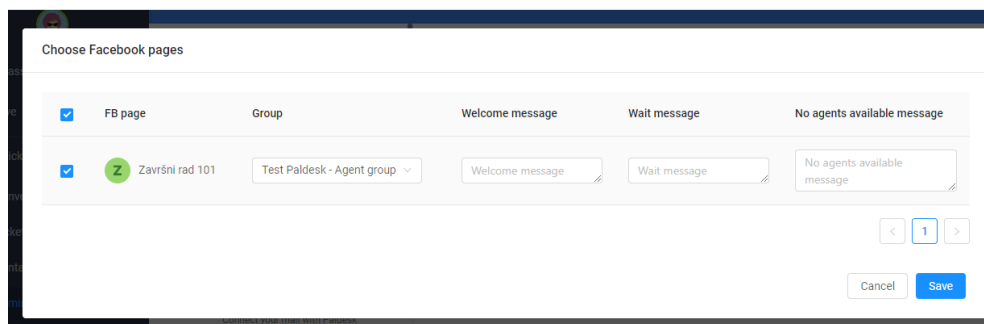 Choose Facebook pages
FB page Group Welcome message Wait message No agents available message
Z Završni rad 101 Test Paldesk - Agent group Welcome message Wait message No agents available
message
< 1 >
Cancel Save
Connect your mail with Paldesk